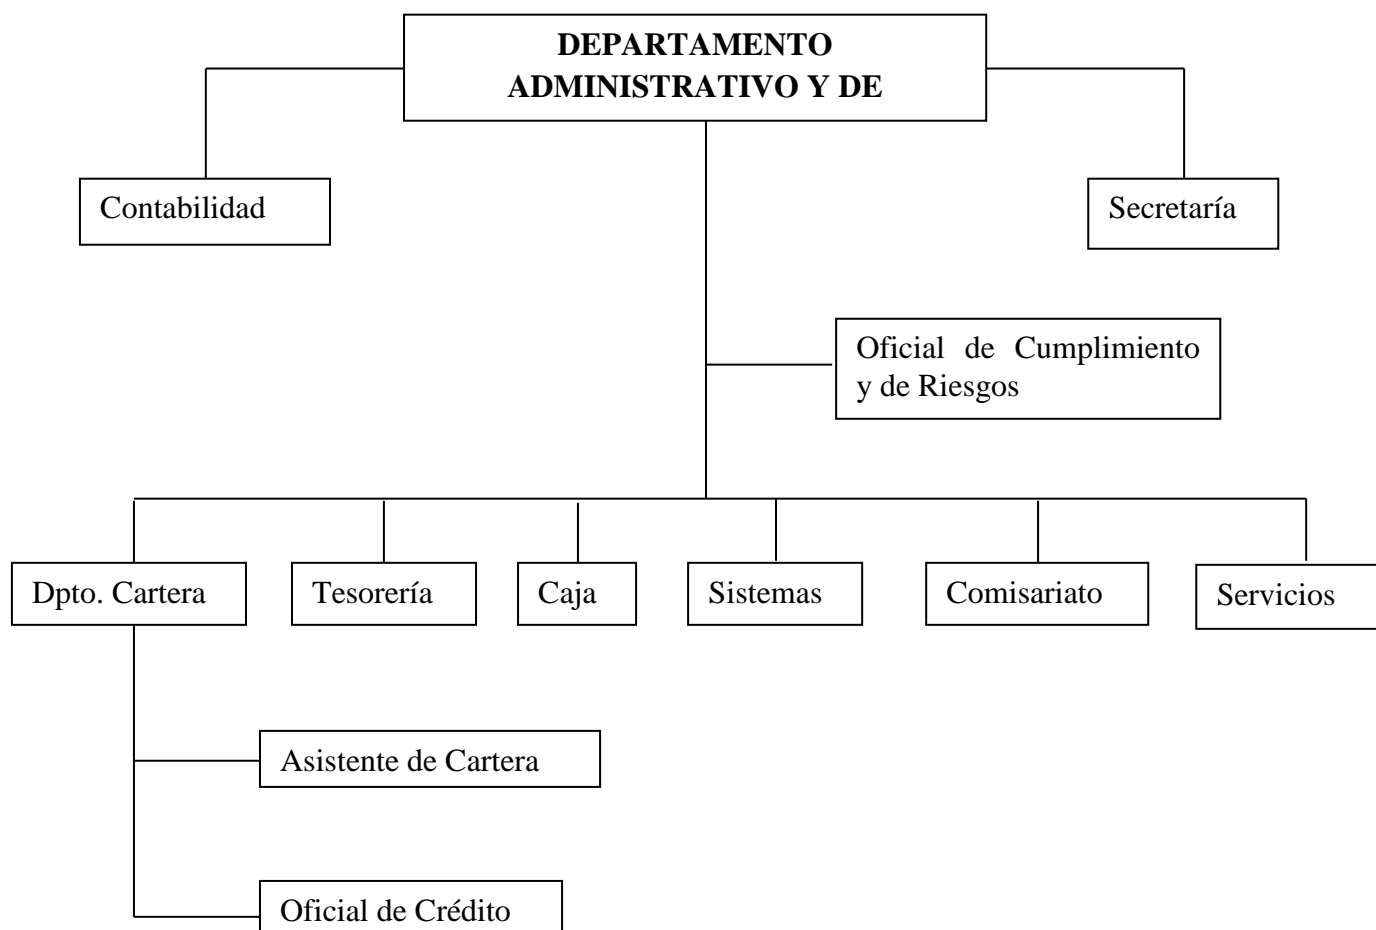 DEPARTAMENTO
ADMINISTRATIVO Y DE
Contabilidad
Secretaría
Oficial de Cumplimiento
y de Riesgos
Dpto. Cartera
Tesorería
Caja
Sistemas
Comisariato
Servicios
Asistente de Cartera
Oficial de Crédito